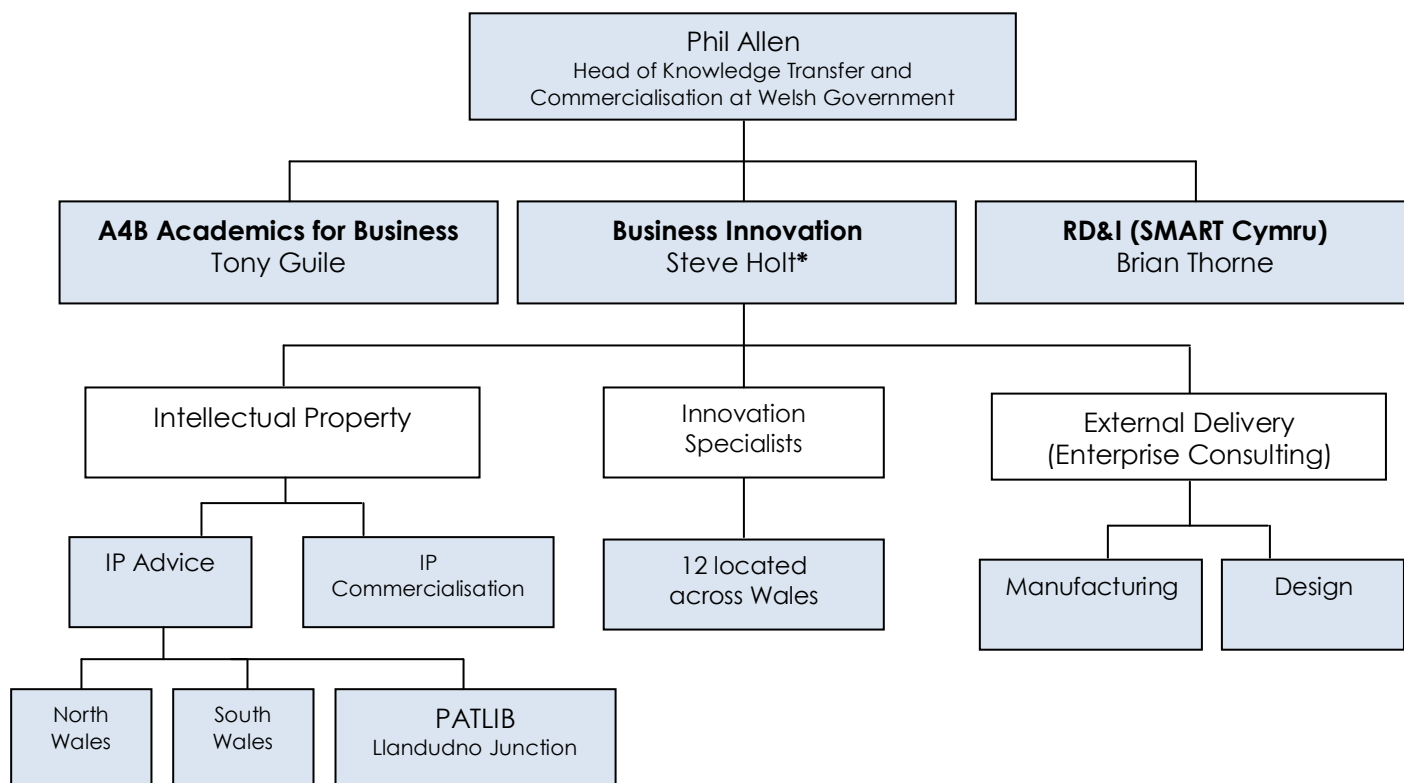 Phil Allen
Head of Knowledge Transfer and
Commercialisation at Welsh Government
A4B Academics for Business
Tony Guile
Business Innovation
Steve Holt*
RD&I (SMART Cymru)
Brian Thorne
Intellectual Property
Innovation
Specialists
External Delivery
(Enterprise Consulting)
IP Advice
IP
Commercialisation
12 located
across Wales
Manufacturing
Design
North
Wales
South
Wales
PATLIB
Llandudno Junction